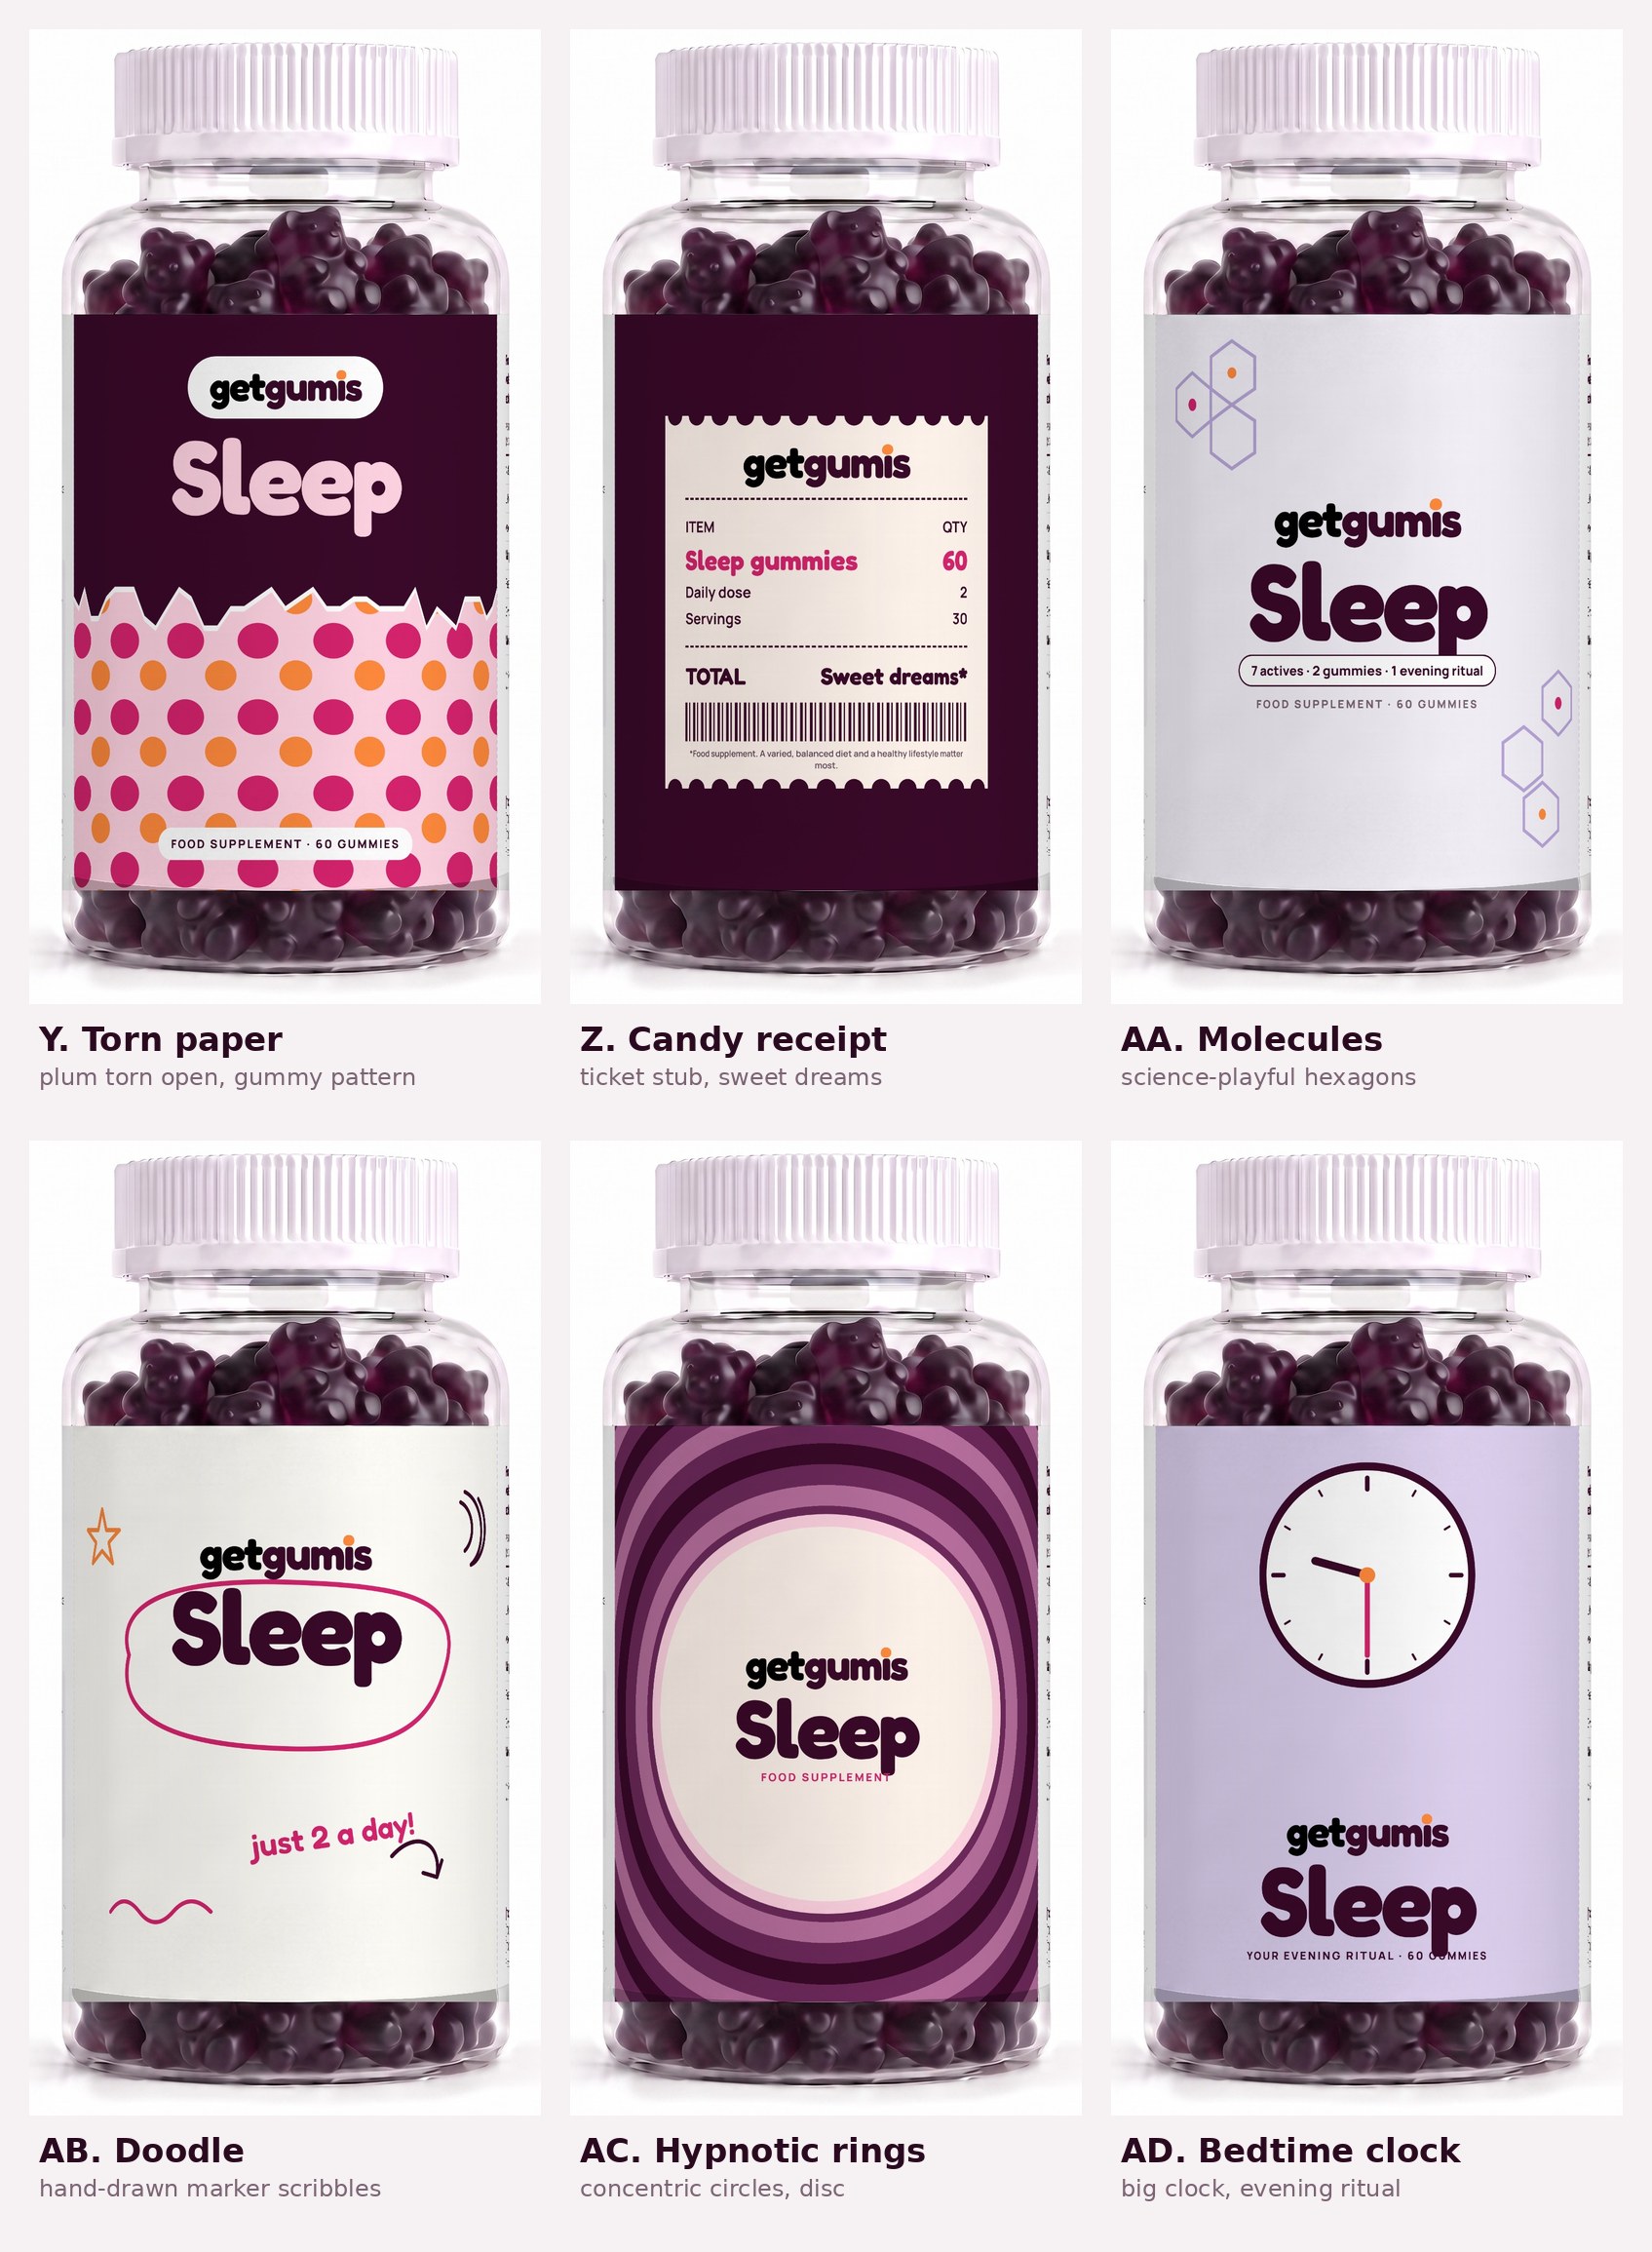 getgumis
Sleep
FOOD SUPPLEMENT · 60 GUMMIES
Y. Torn paper
plum torn open, gummy pattern
getgumis
ITEM QTY
Sleep gummies 60
Daily dose 2
Servings 30
TOTAL Sweet dreams*
*Food supplement. A varied, balanced diet and a healthy lifestyle matter
most.
Z. Candy receipt
ticket stub, sweet dreams
getgumis
Sleep
7 actives · 2 gummies · 1 evening ritual
FOOD SUPPLEMENT · 60 GUMMIES
AA. Molecules
science-playful hexagons
getgumis
Sleep
just 2 a day!
AB. Doodle
hand-drawn marker scribbles
getgumis
Sleep
FOOD SUPPLEMENT
AC. Hypnotic rings
concentric circles, disc
getgumis
Sleep
YOUR EVENING RITUAL · 60 GUMMIES
AD. Bedtime clock
big clock, evening ritual